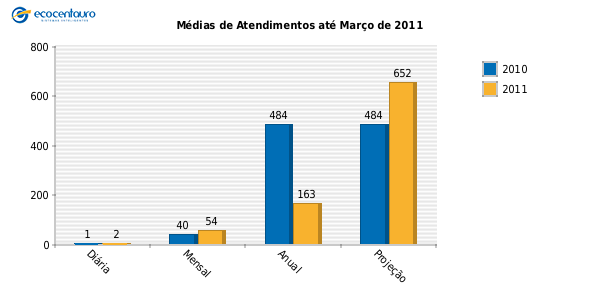 ecocentauro
Médias de Atendimentos até Março de 2011
800
600
400
200
0
1
2
40
54
484
163
484
652
Diária
Mensal
Anual
Projeção
2010
2011